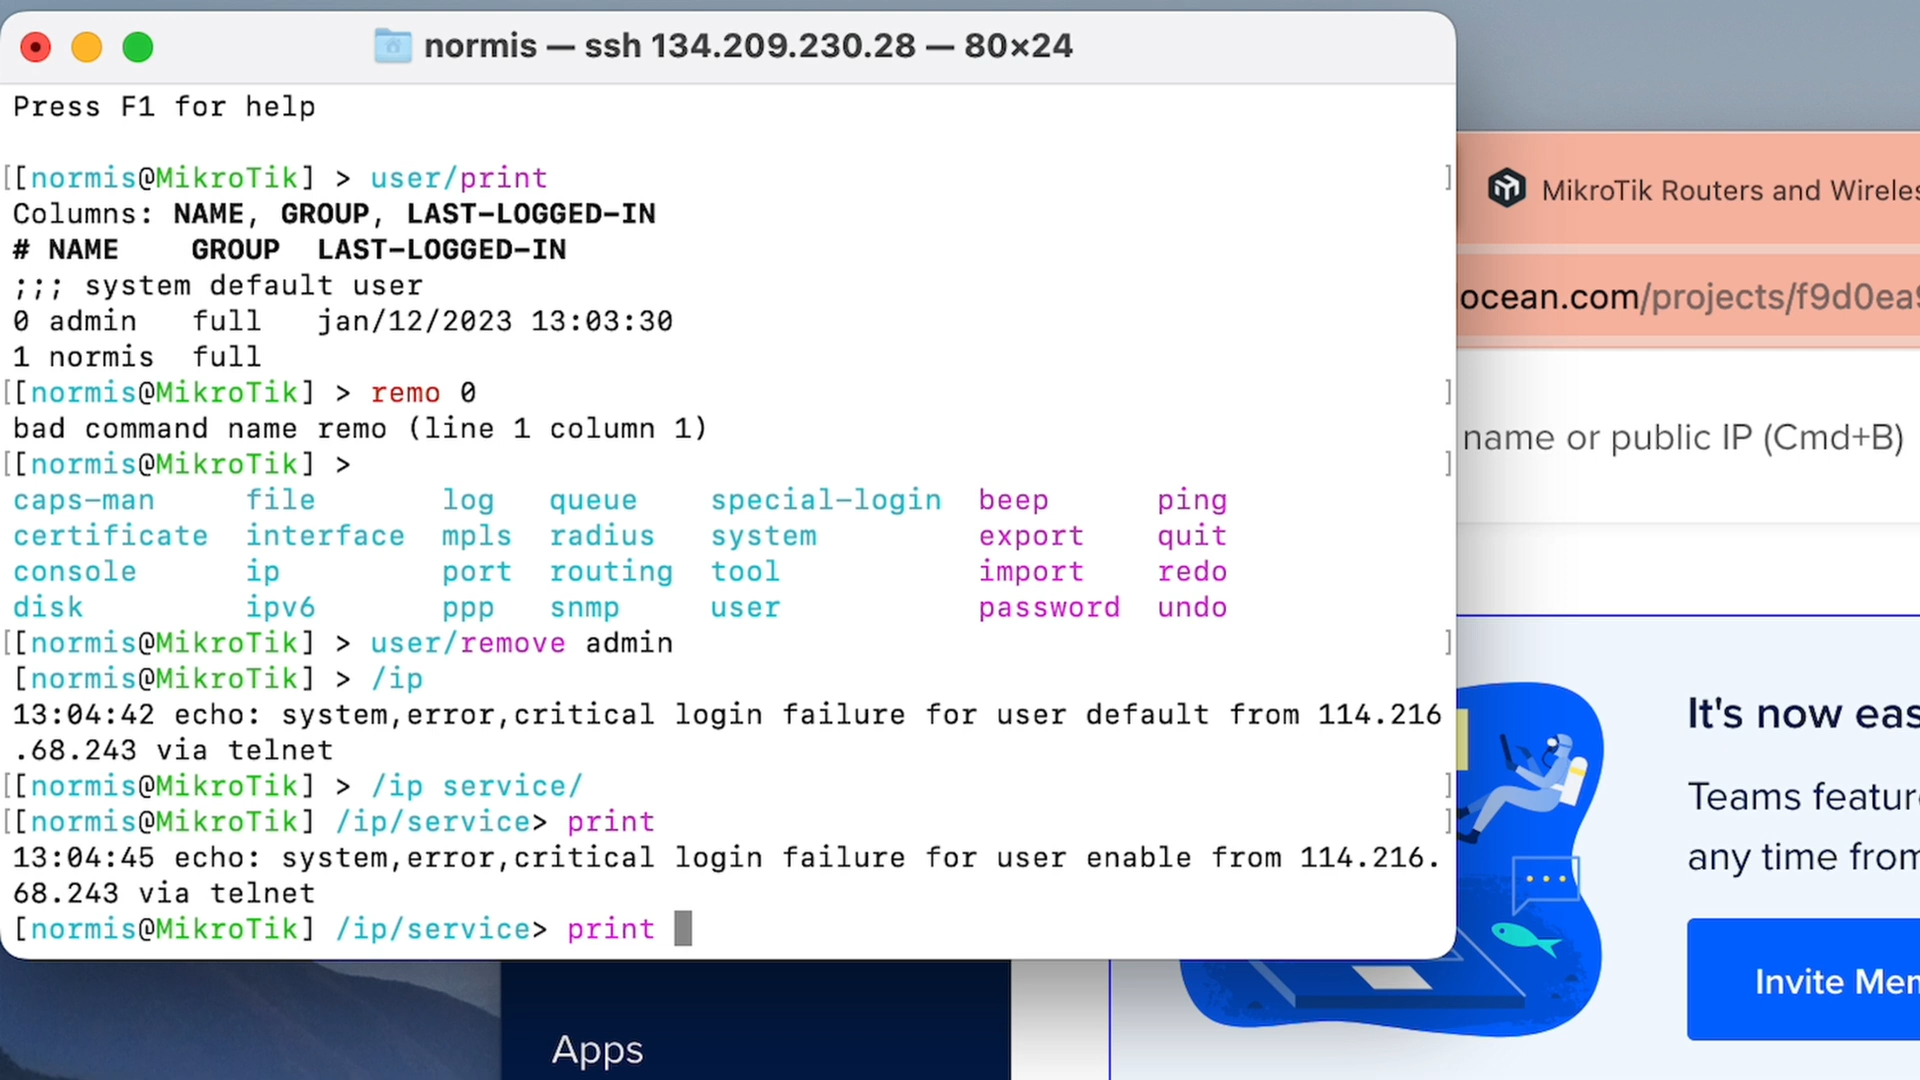 normis — ssh 134.209.230.28 — 80×24
Press F1 for help
[[normis@MikroTik] > user/print ]
Columns: NAME, GROUP, LAST-LOGGED-IN
# NAME    GROUP  LAST-LOGGED-IN
;;; system default user
0 admin   full   jan/12/2023 13:03:30
1 normis  full
[[normis@MikroTik] > remo 0 ]
bad command name remo (line 1 column 1)
[[normis@MikroTik] > ]
caps-man     file       log   queue    special-login  beep      ping
certificate  interface  mpls  radius   system         export    quit
console      ip         port  routing  tool           import    redo
disk         ipv6       ppp   snmp     user           password  undo
[[normis@MikroTik] > user/remove admin ]
[normis@MikroTik] > /ip
13:04:42 echo: system,error,critical login failure for user default from 114.216
.68.243 via telnet
[[normis@MikroTik] > /ip service/ ]
[[normis@MikroTik] /ip/service> print ]
13:04:45 echo: system,error,critical login failure for user enable from 114.216.
68.243 via telnet
[normis@MikroTik] /ip/service> print
MikroTik Routers and Wireles
ocean.com/projects/f9d0ea9
name or public IP (Cmd+B)
It's now eas
Teams feature
any time from
Invite Mem
Apps